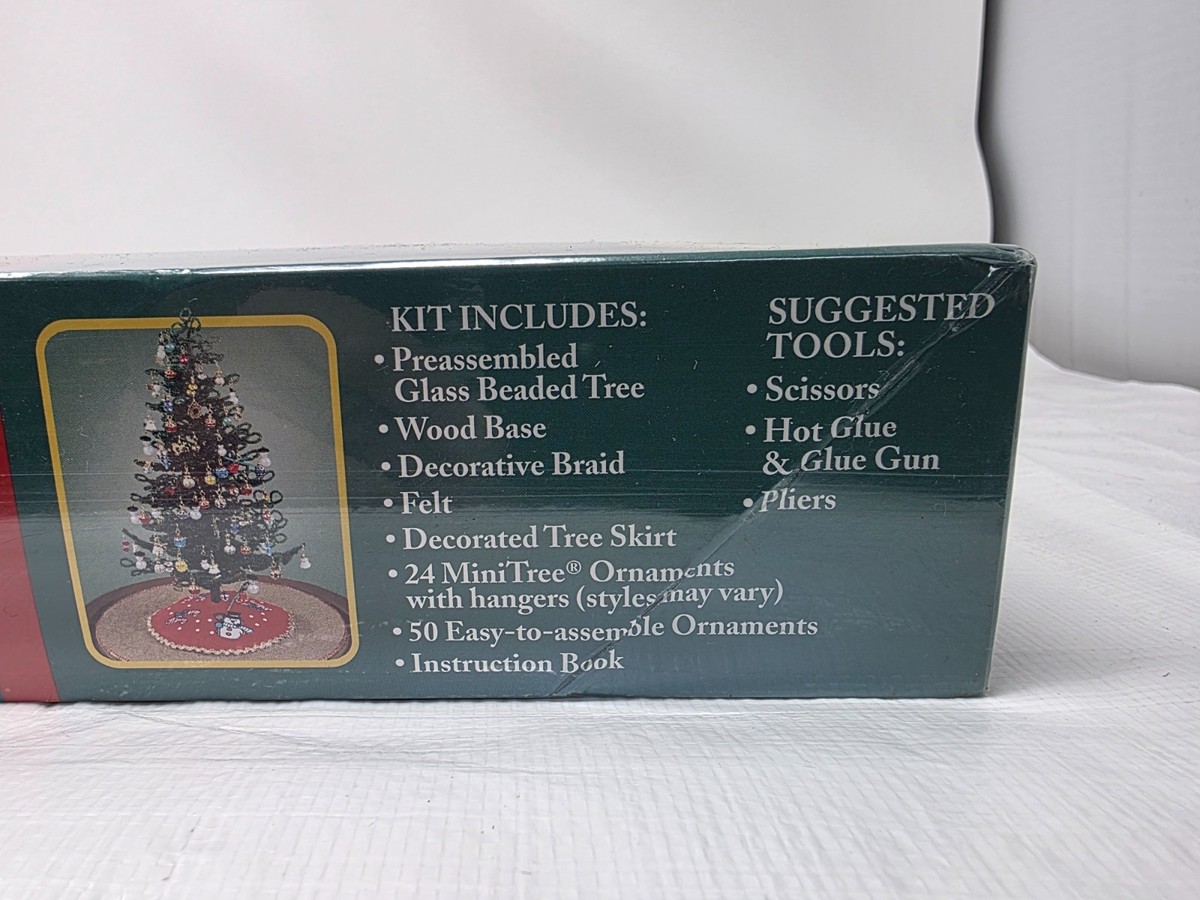 KIT INCLUDES:
• Preassembled
Glass Beaded Tree
• Wood Base
• Decorative Braid
• Felt
• Decorated Tree Skirt
• 24 MiniTree® Ornaments
with hangers (styles may vary)
• 50 Easy-to-assemble Ornaments
• Instruction Book
SUGGESTED
TOOLS:
• Scissors
• Hot Glue
& Glue Gun
• Pliers